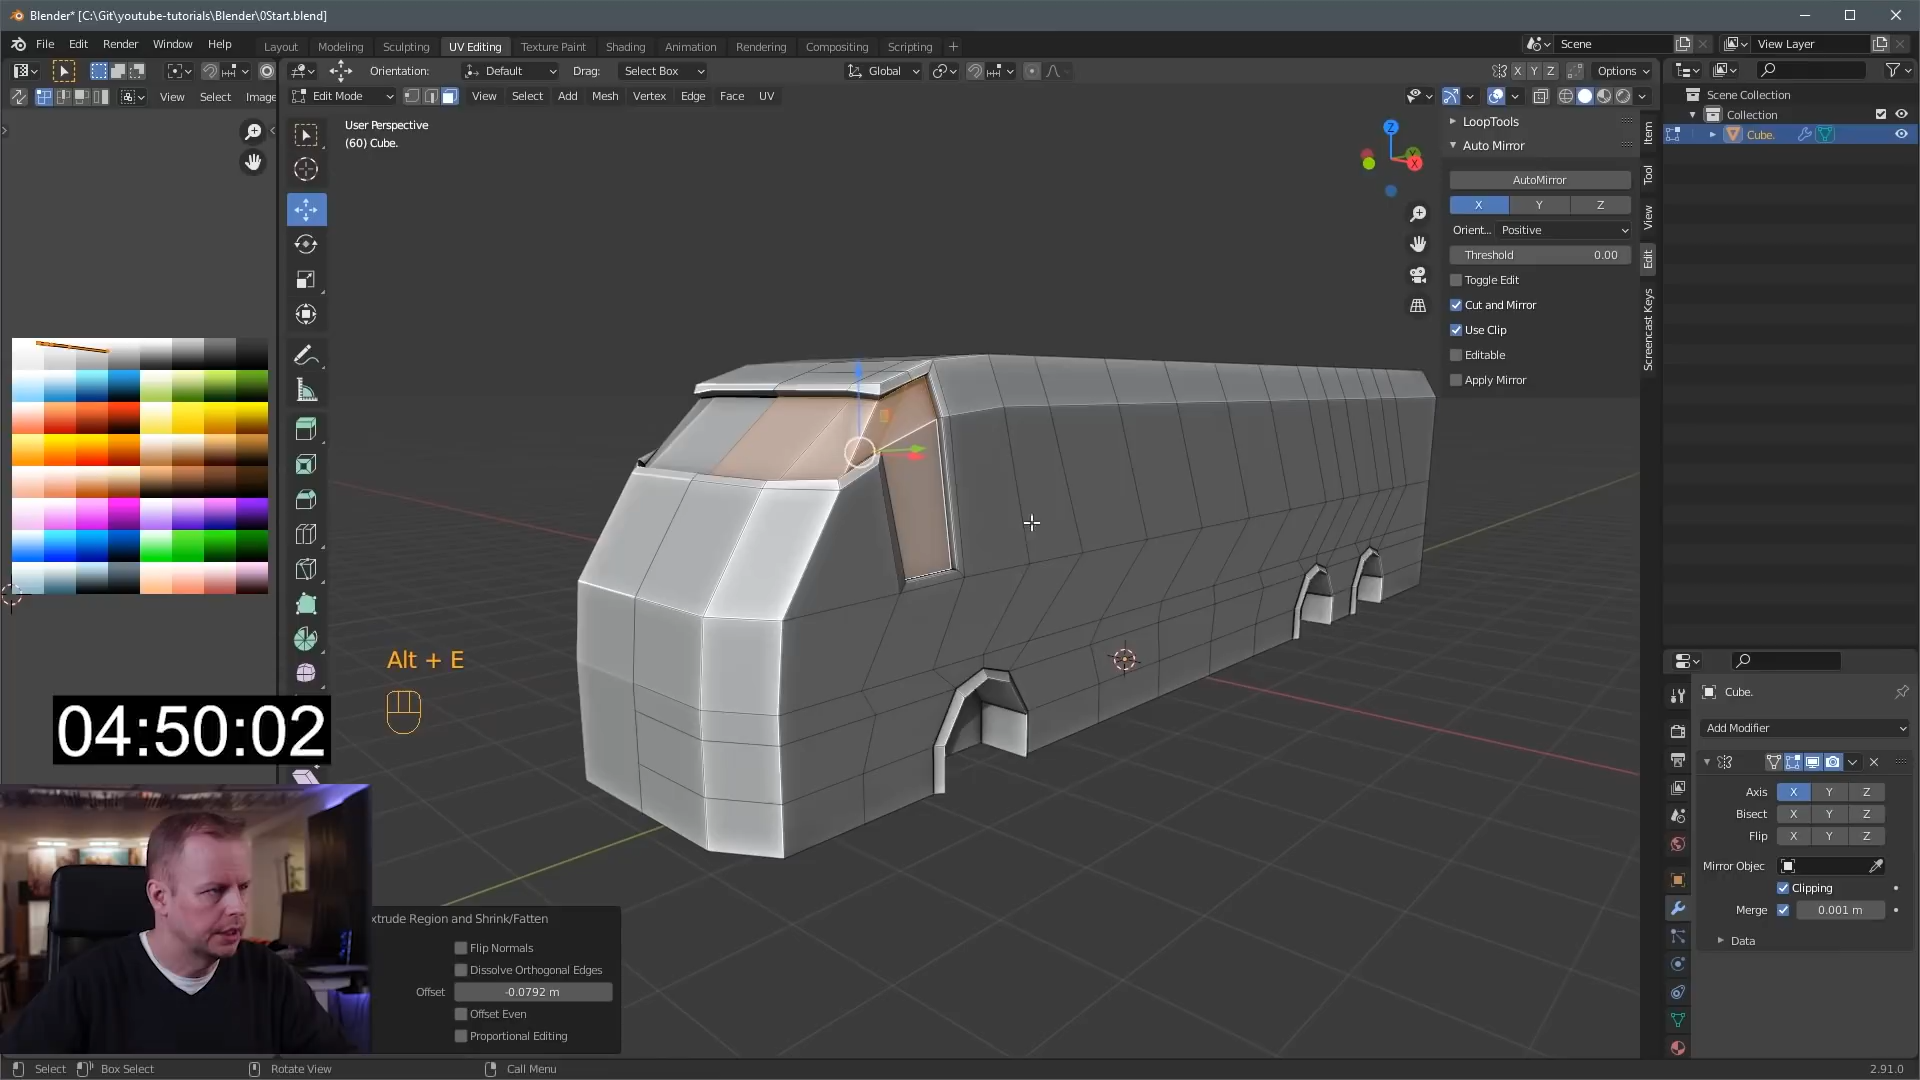 Blender* [C:\Git\youtube-tutorials\Blender\0Start.blend]
File Edit Render Window Help Layout Modeling Sculpting UV Editing Texture Paint Shading Animation Rendering Compositing Scripting + Scene View Layer
Orientation: Default Drag: Select Box Global X Y Z Options
View Select Image Edit Mode View Select Add Mesh Vertex Edge Face UV
Scene Collection
Collection
Cube.
User Perspective
(60) Cube.
Z
X
Y
LoopTools
Auto Mirror
AutoMirror
X Y Z
Orient... Positive
Threshold 0.00
Toggle Edit
Cut and Mirror
Use Clip
Editable
Apply Mirror
Item
Tool
View
Edit
Screencast Keys
Alt + E
04:50:02
Cube.
Add Modifier
Axis X Y Z
Bisect X Y Z
Flip X Y Z
Mirror Objec
Clipping
Merge 0.001 m
Data
xtrude Region and Shrink/Fatten
Flip Normals
Dissolve Orthogonal Edges
Offset -0.0792 m
Offset Even
Proportional Editing
Select Box Select Rotate View Call Menu 2.91.0